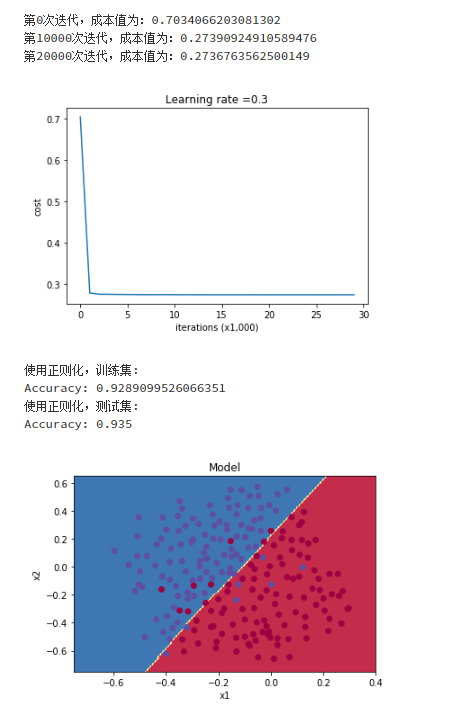 第0次迭代，成本值为：0.7034066203081302
第10000次迭代，成本值为：0.27390924910589476
第20000次迭代，成本值为：0.2736763562500149
Learning rate =0.3
0.7
0.6
0.5
0.4
0.3
cost
0 5 10 15 20 25 30
iterations (x1,000)
使用正则化，训练集：
Accuracy: 0.9289099526066351
使用正则化，测试集：
Accuracy: 0.935
Model
0.6
0.4
0.2
0.0
−0.2
−0.4
−0.6
x2
−0.6 −0.4 −0.2 0.0 0.2 0.4
x1